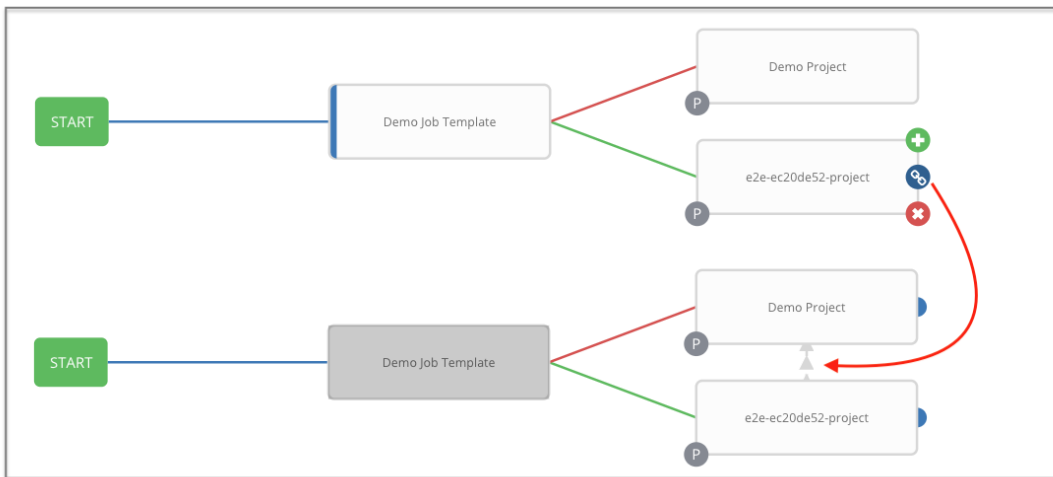 Demo Project
START
Demo Job Template
P
e2e-ec20de52-project
P
Demo Project
START
Demo Job Template
P
e2e-ec20de52-project
P